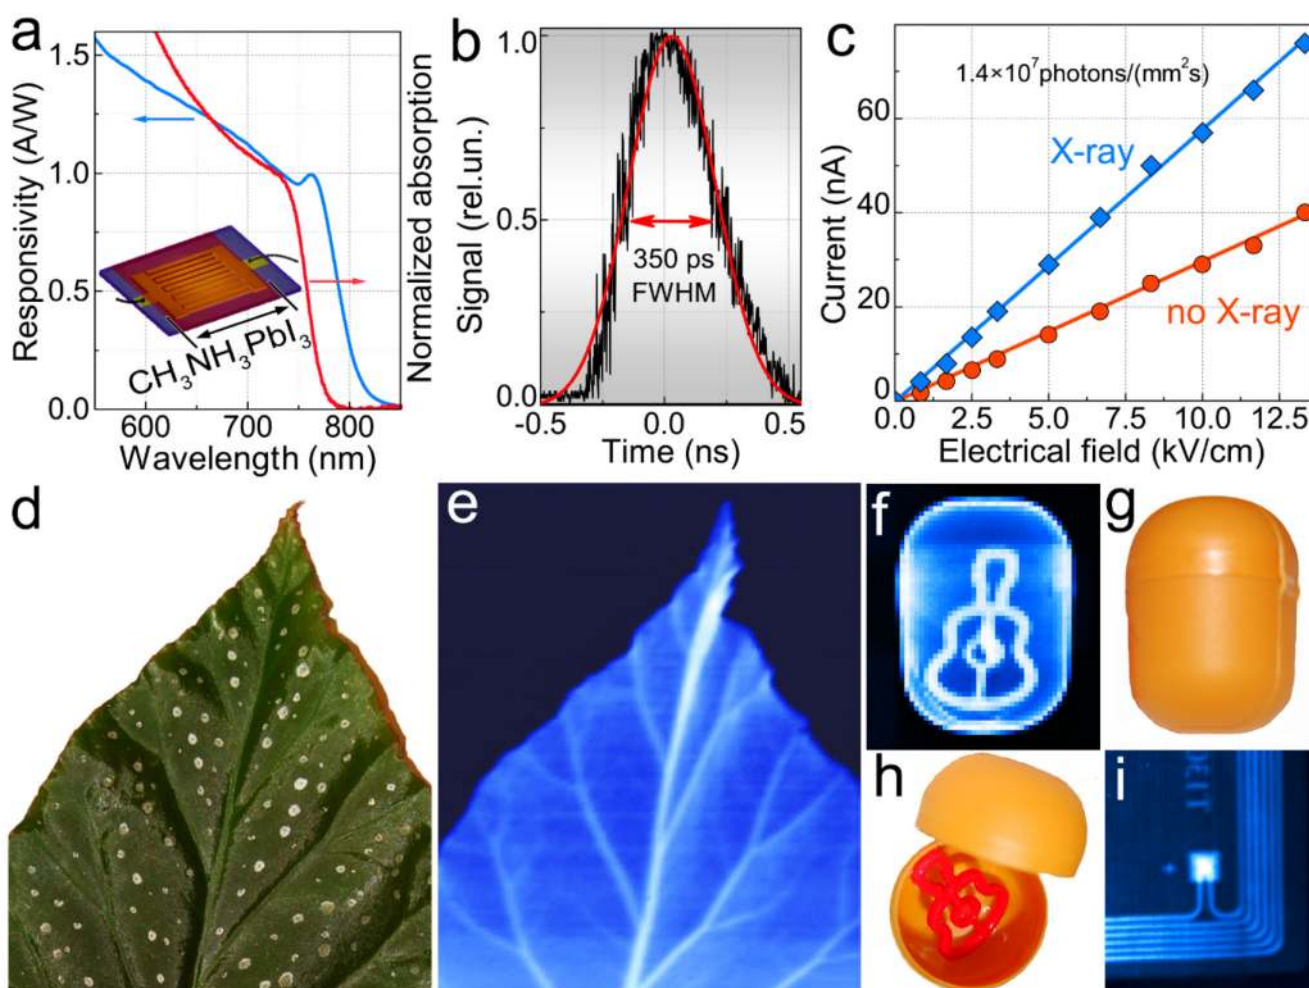 a
1.5
1.0
0.5
0.0
600
700
800
Responsivity (A/W)
Wavelength (nm)
Normalized absorption
CH₃NH₃PbI₃
b
1.0
0.5
0.0
-0.5
0.0
0.5
Signal (rel.un.)
Time (ns)
350 ps
FWHM
c
1.4×10⁷photons/(mm²s)
60
40
20
0
0.0
2.5
5.0
7.5
10.0
12.5
Current (nA)
Electrical field (kV/cm)
X-ray
no X-ray
d
e
f
g
h
i